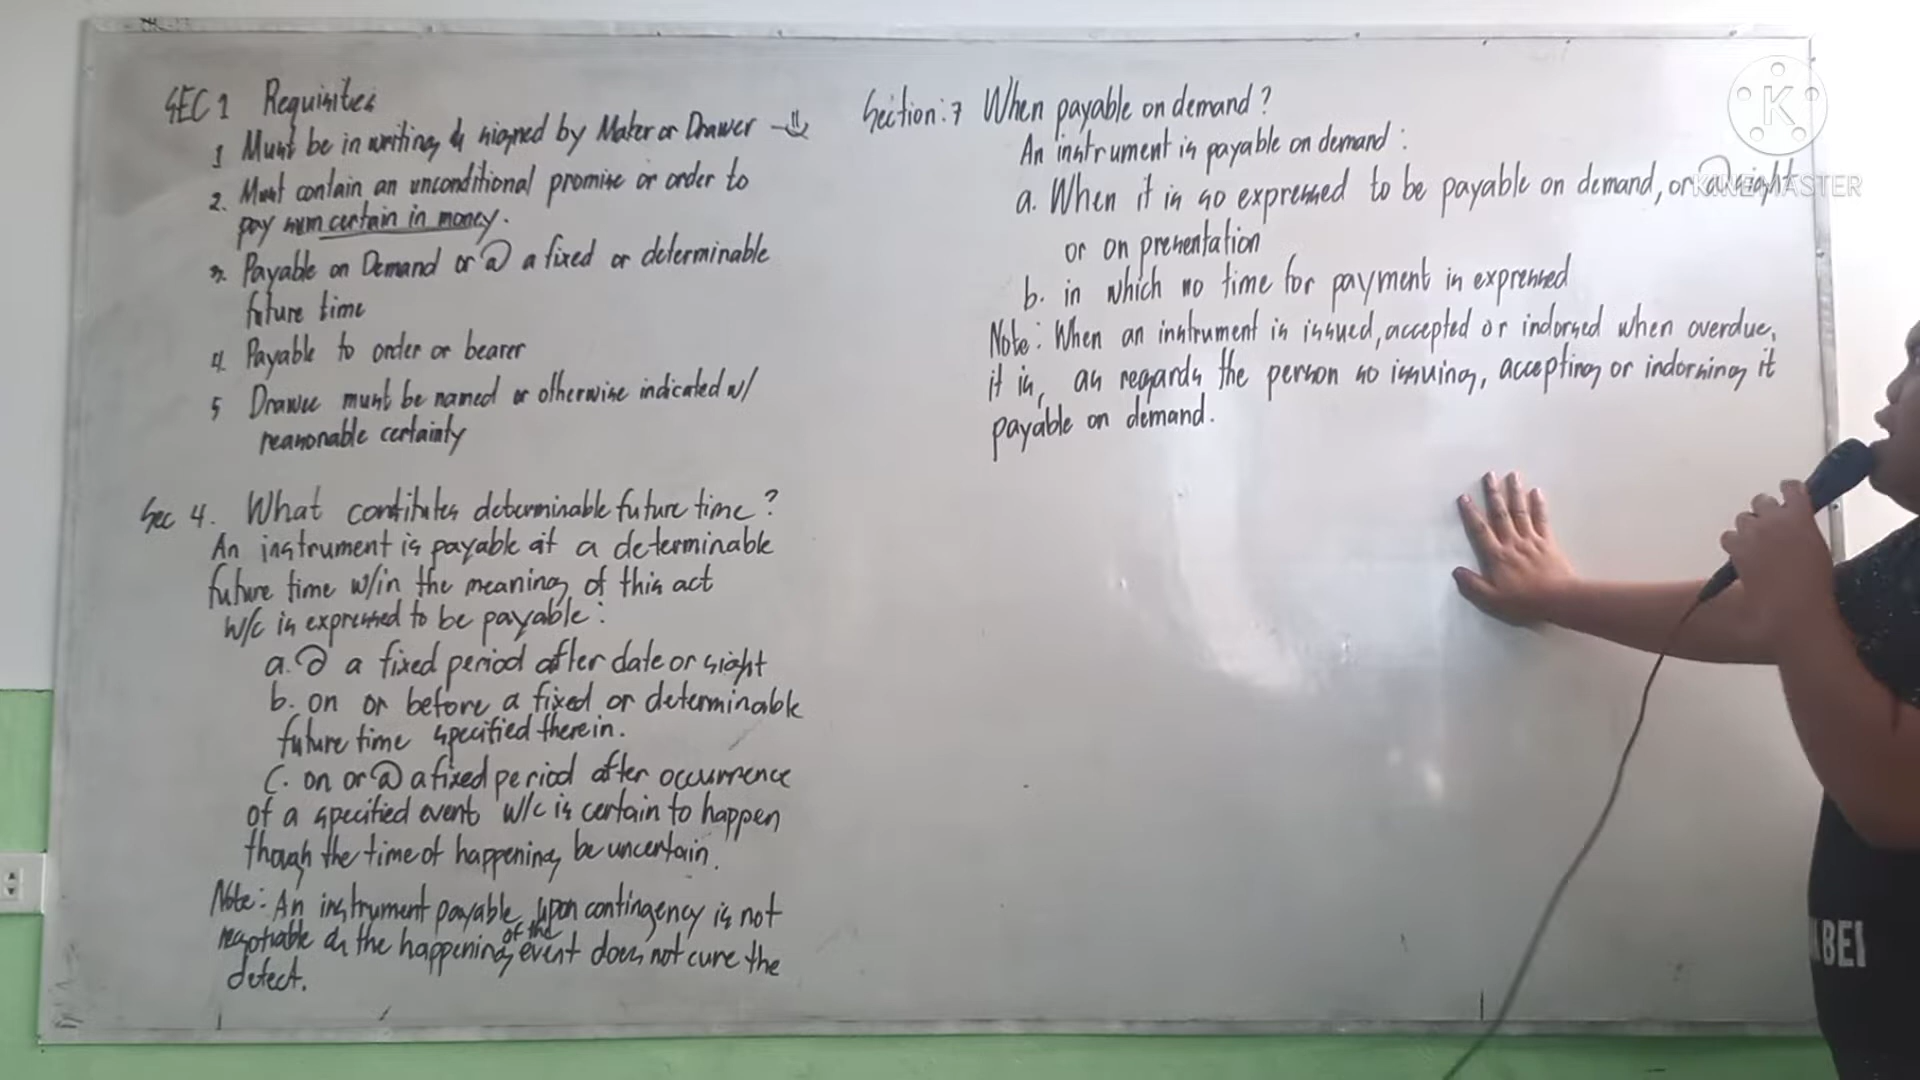 SEC 1 Requisites
1 Must be in writing & signed by Maker or Drawer
2. Must contain an unconditional promise or order to
pay sum certain in money.
3. Payable on Demand or @ a fixed or determinable
future time
4. Payable to order or bearer
5 Drawee must be named or otherwise indicated w/
reasonable certainty
Sec 4. What contitutes determinable future time?
An instrument is payable at a determinable
future time w/in the meaning of this act
w/c is expressed to be payable:
a. @ a fixed period after date or sight
b. on or before a fixed or determinable
future time specified therein.
C. on or @ a fixed period after occurrence
of a specified event w/c is certain to happen
though the time of happening be uncertain.
Note: An instrument payable upon contingency is not
negotiable & the happening of the event does not cure the
defect.
Section: 7 When payable on demand?
An instrument is payable on demand:
a. When it is so expressed to be payable on demand, or @ sight
or on presentation
b. in which no time for payment is expressed
Note: When an instrument is issued, accepted or indorsed when overdue,
it is, as regards the person so issuing, accepting or indorsing it
payable on demand.
K
KINEMASTER
BEI